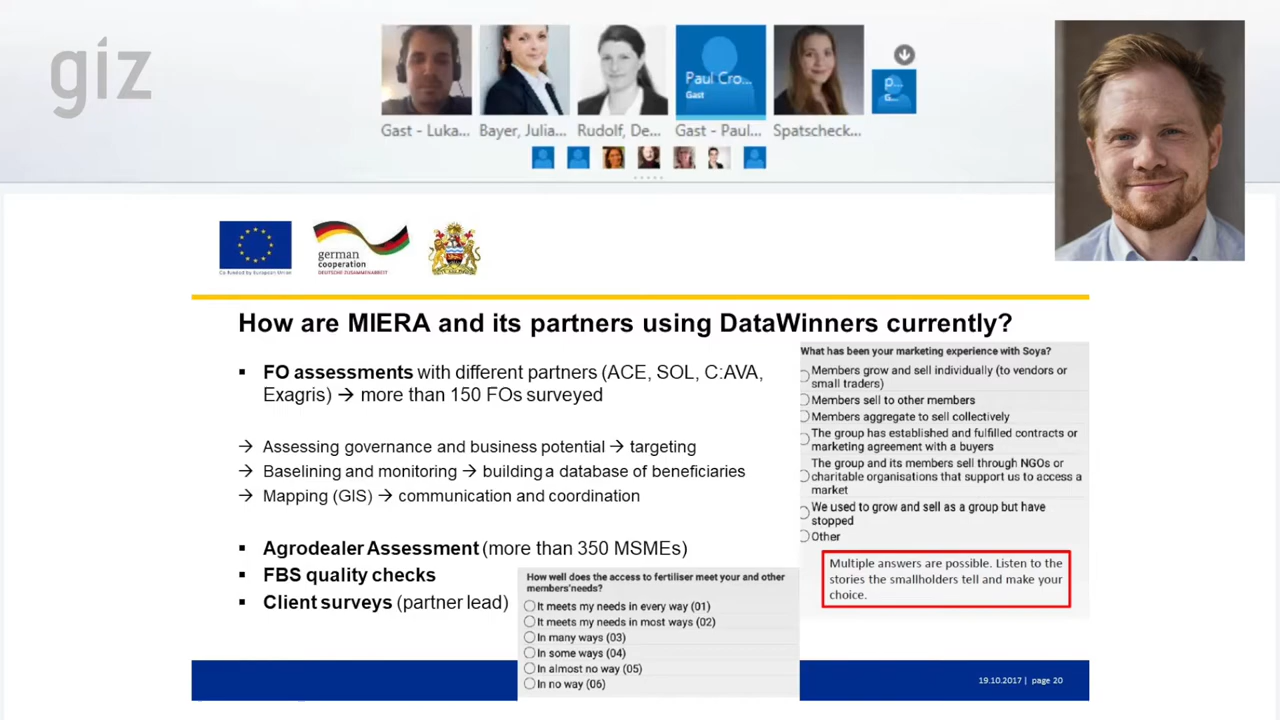 giz
Paul Cro...
Gast
p...
G...
Gast - Luka...
Bayer, Julia...
Rudolf, De...
Gast - Paul...
Spatscheck...
Co funded by European Union
german
cooperation
DEUTSCHE ZUSAMMENARBEIT
How are MIERA and its partners using DataWinners currently?
▪ FO assessments with different partners (ACE, SOL, C:AVA,
Exagris) → more than 150 FOs surveyed
→ Assessing governance and business potential → targeting
→ Baselining and monitoring → building a database of beneficiaries
→ Mapping (GIS) → communication and coordination
▪ Agrodealer Assessment (more than 350 MSMEs)
▪ FBS quality checks
▪ Client surveys (partner lead)
What has been your marketing experience with Soya?
Members grow and sell individually (to vendors or
small traders)
Members sell to other members
Members aggregate to sell collectively
The group has established and fulfilled contracts or
marketing agreement with a buyers
The group and its members sell through NGOs or
charitable organisations that support us to access a
market
We used to grow and sell as a group but have
stopped
Other
Multiple answers are possible. Listen to the
stories the smallholders tell and make your
choice.
How well does the access to fertiliser meet your and other
members'needs?
It meets my needs in every way (01)
It meets my needs in most ways (02)
In many ways (03)
In some ways (04)
In almost no way (05)
In no way (06)
19.10.2017 | page 20